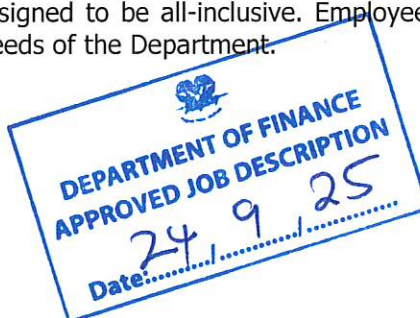 signed to be all-inclusive. Employee
eeds of the Department.
DEPARTMENT OF FINANCE
APPROVED JOB DESCRIPTION
Date:........./............../..............
24, 9, 25